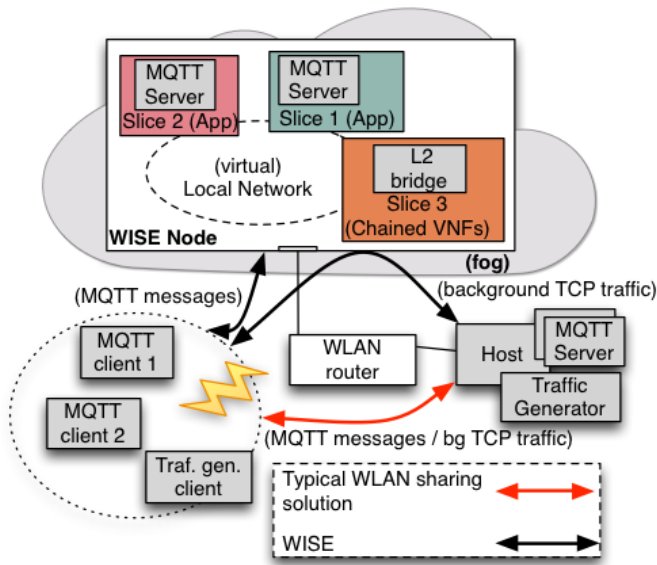 MQTT
Server
Slice 2 (App)
MQTT
Server
Slice 1 (App)
(virtual)
Local Network
L2
bridge
Slice 3
(Chained VNFs)
WISE Node
(fog)
(MQTT messages)
(background TCP traffic)
MQTT
client 1
MQTT
client 2
Traf. gen.
client
WLAN
router
Host
MQTT
Server
Traffic
Generator
(MQTT messages / bg TCP traffic)
Typical WLAN sharing
solution
WISE